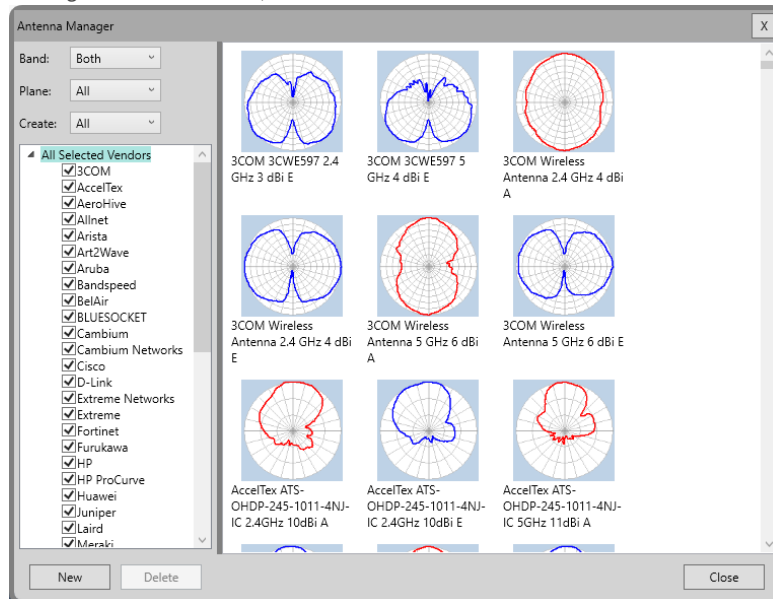 Antenna Manager
X
Band:
Both
Plane:
All
Create:
All
All Selected Vendors
3COM
AccelTex
AeroHive
Allnet
Arista
Art2Wave
Aruba
Bandspeed
BelAir
BLUESOCKET
Cambium
Cambium Networks
Cisco
D-Link
Extreme Networks
Extreme
Fortinet
Furukawa
HP
HP ProCurve
Huawei
Juniper
Laird
Meraki
3COM 3CWE597 2.4
GHz 3 dBi E
3COM 3CWE597 5
GHz 4 dBi E
3COM Wireless
Antenna 2.4 GHz 4 dBi
A
3COM Wireless
Antenna 2.4 GHz 4 dBi
E
3COM Wireless
Antenna 5 GHz 6 dBi
A
3COM Wireless
Antenna 5 GHz 6 dBi E
AccelTex ATS-
OHDP-245-1011-4NJ-
IC 2.4GHz 10dBi A
AccelTex ATS-
OHDP-245-1011-4NJ-
IC 2.4GHz 10dBi E
AccelTex ATS-
OHDP-245-1011-4NJ-
IC 5GHz 11dBi A
New
Delete
Close